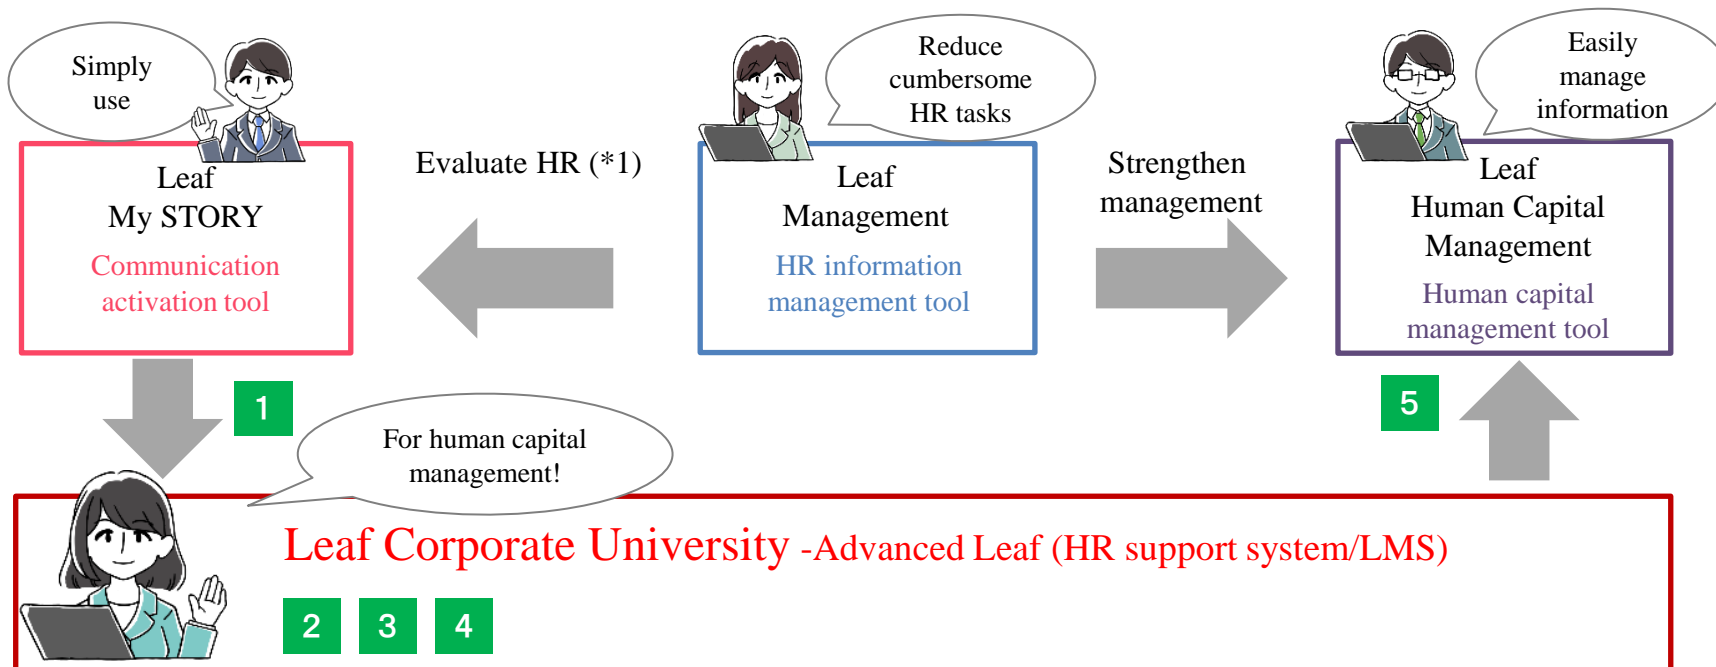 Simply
use
Reduce
cumbersome
HR tasks
Easily
manage
information
Leaf
My STORY
Communication
activation tool
Evaluate HR (*1)
Leaf
Management
HR information
management tool
Strengthen
management
Leaf
Human Capital
Management
Human capital
management tool
1
5
For human capital
management!
Leaf Corporate University -Advanced Leaf (HR support system/LMS)
2 3 4